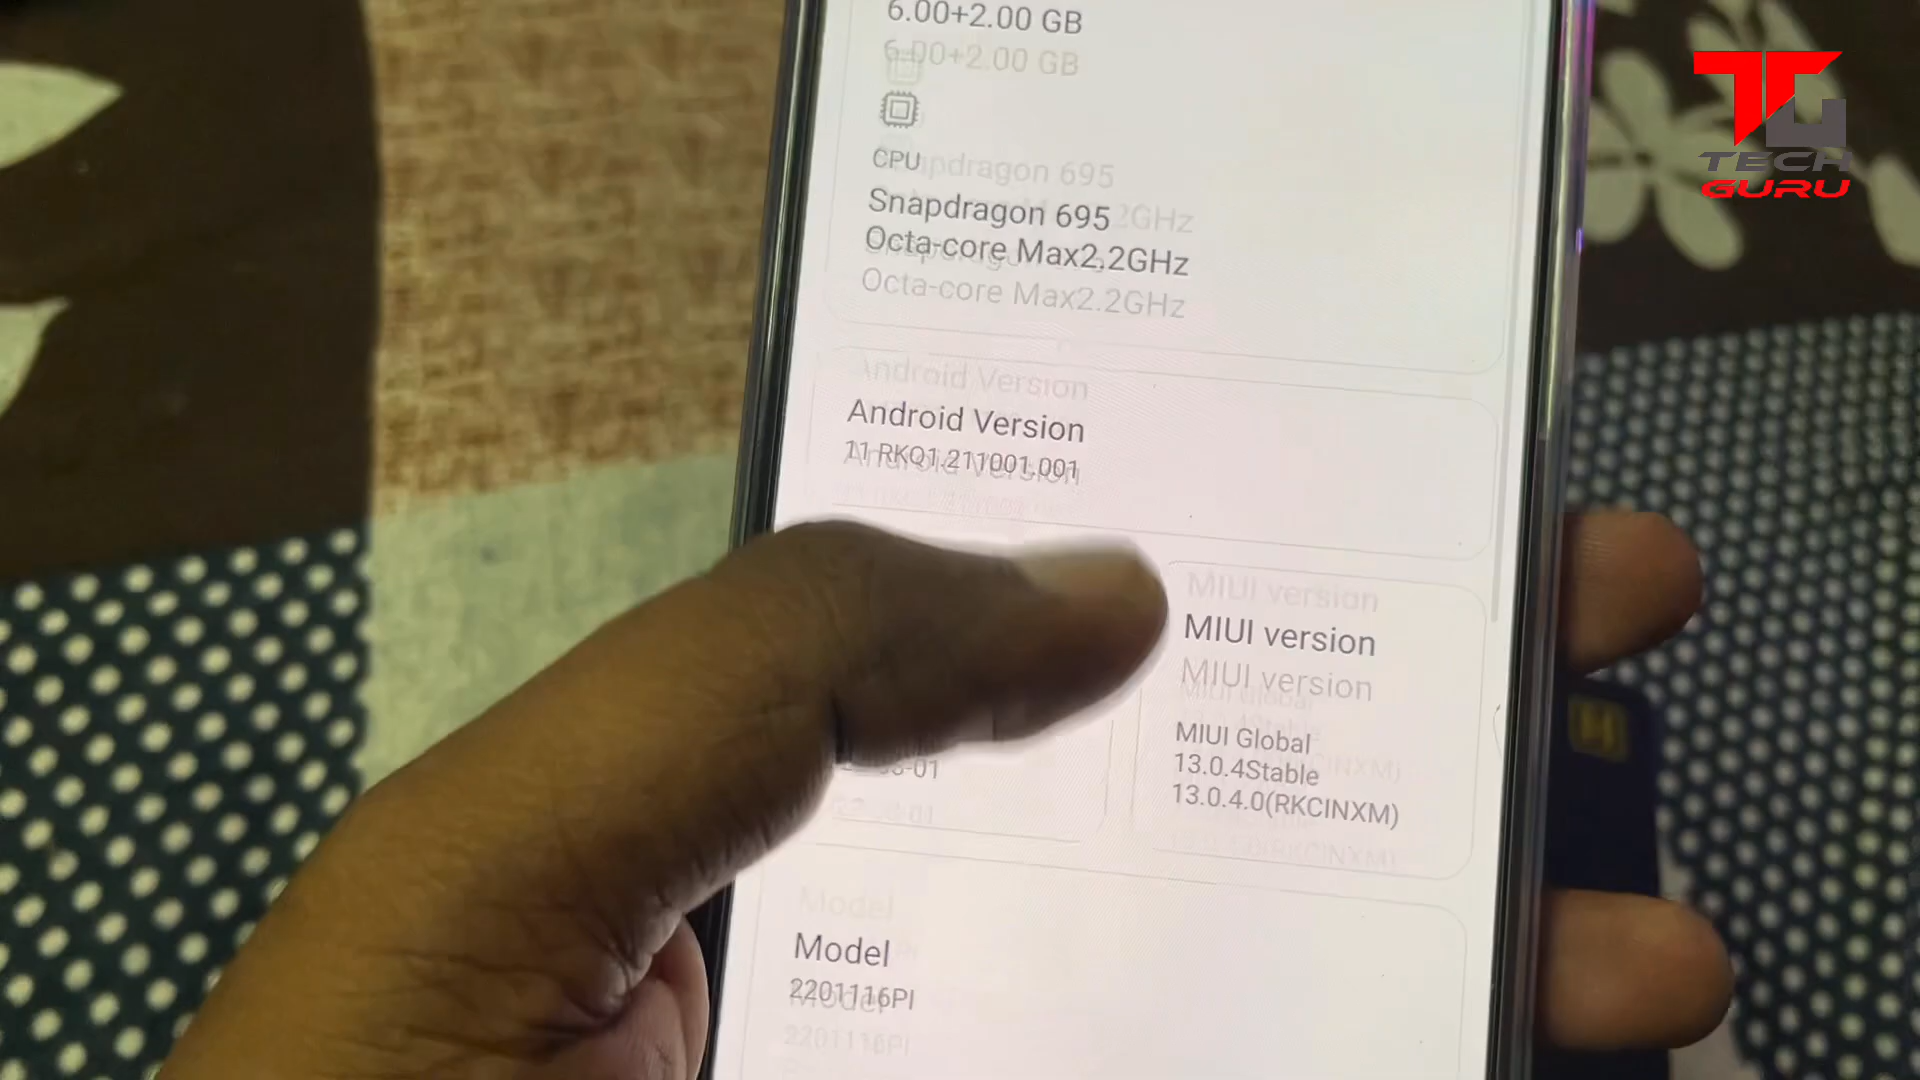 6.00+2.00 GB
CPU
Snapdragon 695
Octa-core Max2.2GHz
Android Version
11 RKQ1.211001.001
MIUI version
MIUI Global
13.0.4Stable
13.0.4.0(RKCINXM)
-01
Model
2201116PI
TECH
GURU